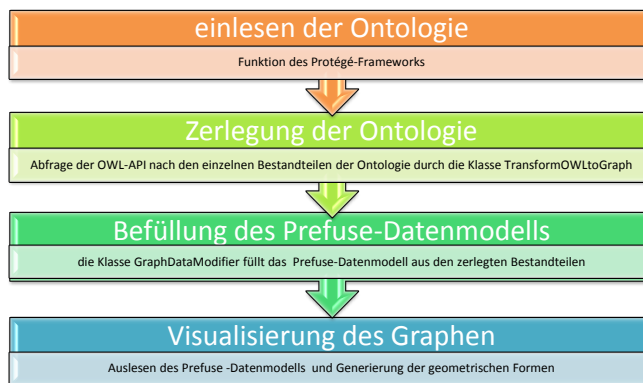 einlesen der Ontologie
Funktion des Protégé-Frameworks
Zerlegung der Ontologie
Abfrage der OWL-API nach den einzelnen Bestandteilen der Ontologie durch die Klasse TransformOWLtoGraph
Befüllung des Prefuse-Datenmodells
die Klasse GraphDataModifier füllt das Prefuse-Datenmodell aus den zerlegten Bestandteilen
Visualisierung des Graphen
Auslesen des Prefuse -Datenmodells und Generierung der geometrischen Formen